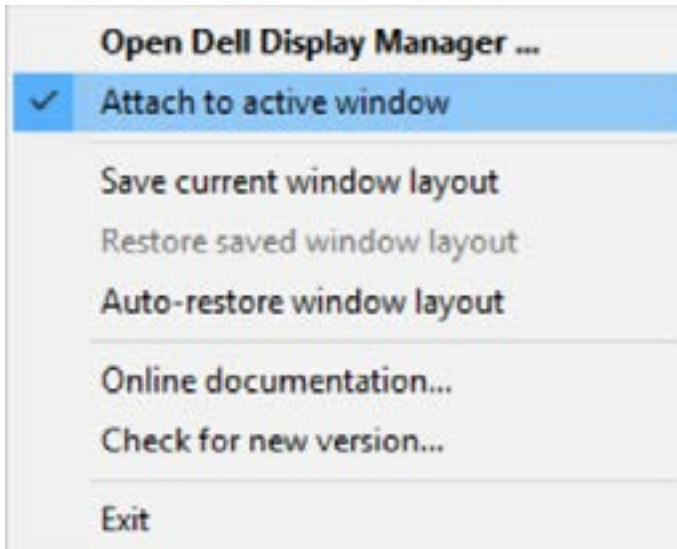 Open Dell Display Manager ...
Attach to active window
Save current window layout
Restore saved window layout
Auto-restore window layout
Online documentation...
Check for new version...
Exit